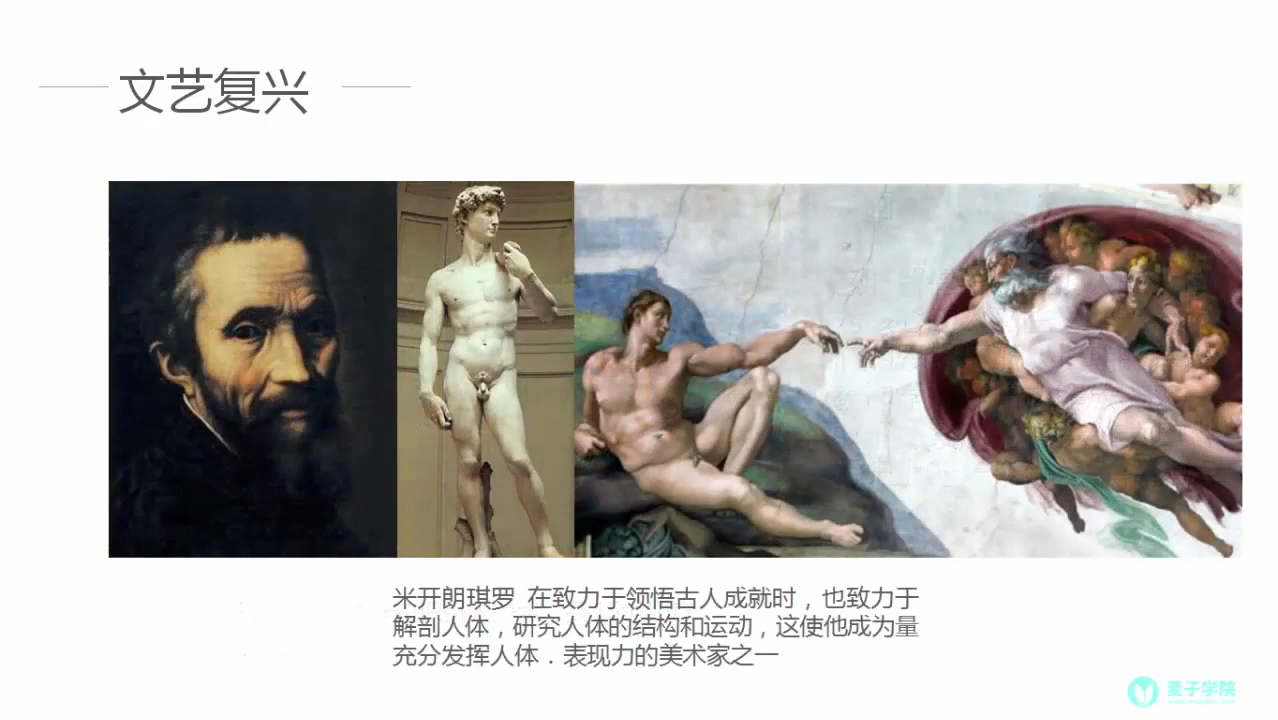 文艺复兴
米开朗琪罗 在致力于领悟古人成就时，也致力于
解剖人体，研究人体的结构和运动，这使他成为量
充分发挥人体．表现力的美术家之一
麦子学院